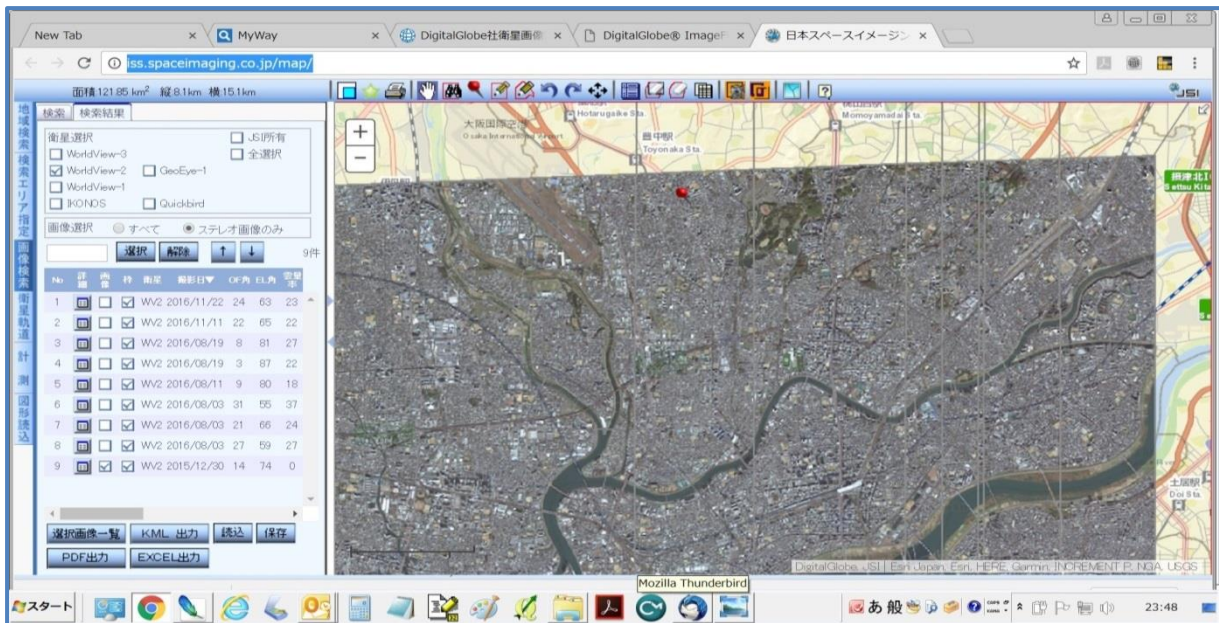 New Tab
MyWay
DigitalGlobe社衛星画像
DigitalGlobe® ImageF
日本スペースイメージン
iss.spaceimaging.co.jp/map/
面積 121.85 km² 縦 8.1km 横 15.1km
JSI
地域検索
検索エリア指定
画像検索
衛星軌道
計測
図形読込
検索 検索結果
衛星選択
JSI所有
WorldView-3
全選択
WorldView-2 GeoEye-1
WorldView-1
IKONOS Quickbird
画像選択 すべて ステレオ画像のみ
選択 解除 ↑ ↓ 9件
No 詳細 画像 枠 衛星 撮影日▼ OF角 EL角 雲量率
1 WV2 2016/11/22 24 63 23
2 WV2 2016/11/11 22 65 22
3 WV2 2016/08/19 8 81 27
4 WV2 2016/08/19 3 87 22
5 WV2 2016/08/11 9 80 18
6 WV2 2016/08/03 31 55 37
7 WV2 2016/08/03 21 66 24
8 WV2 2016/08/03 27 59 27
9 WV2 2015/12/30 14 74 0
選択画像一覧 KML 出力 読込 保存
PDF出力 EXCEL出力
+
−
大阪国際空港
Osaka International Airport
Hotarugaike Sta.
豊中駅
Toyonaka Sta.
Momoyamadai Sta.
摂津北I
Settsu Kita
土居駅
Doi Sta.
DigitalGlobe, JSI | Esri Japan, Esri, HERE, Garmin, INCREMENT P, NGA, USGS
Mozilla Thunderbird
スタート
あ 般
CAPS
KANA
23:48